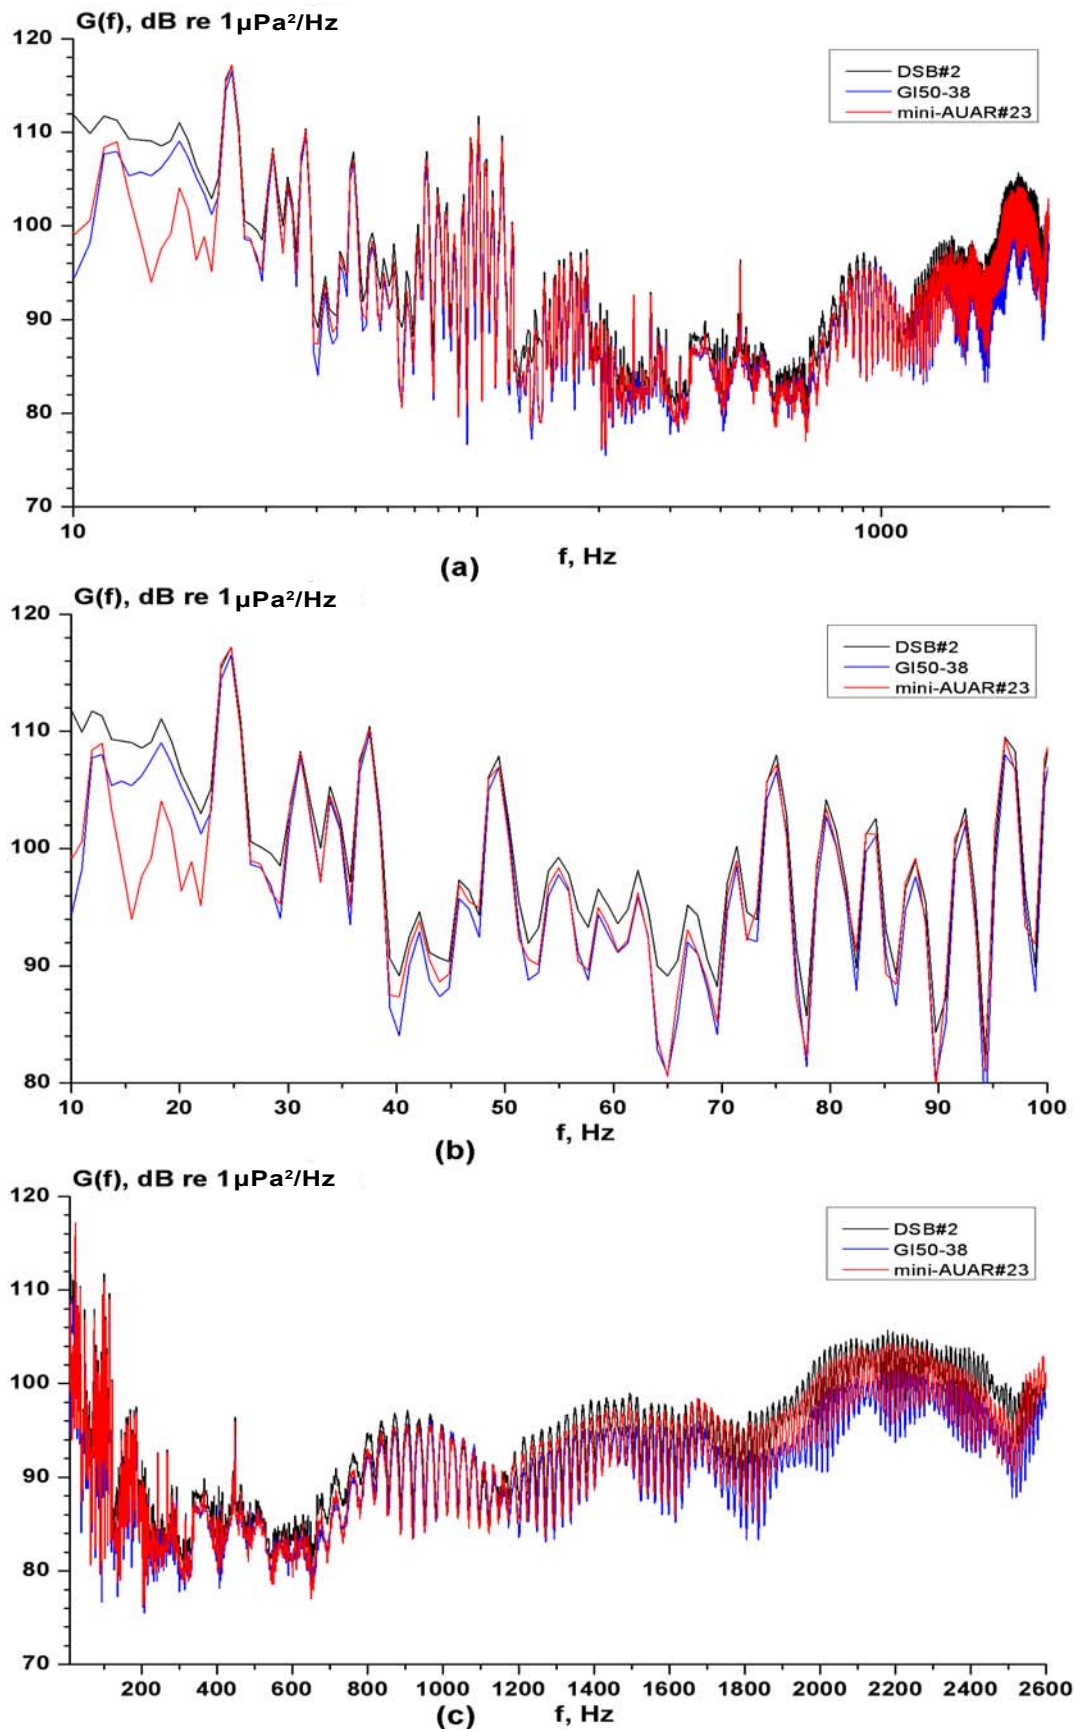 G(f), dB re 1µPa²/Hz
120
110
100
90
80
70
DSB#2
GI50-38
mini-AUAR#23
10
1000
f, Hz
(a)
G(f), dB re 1µPa²/Hz
120
110
100
90
80
DSB#2
GI50-38
mini-AUAR#23
10 20 30 40 50 60 70 80 90 100
f, Hz
(b)
G(f), dB re 1µPa²/Hz
120
110
100
90
80
70
DSB#2
GI50-38
mini-AUAR#23
200 400 600 800 1000 1200 1400 1600 1800 2000 2200 2400 2600
(c)
f, Hz